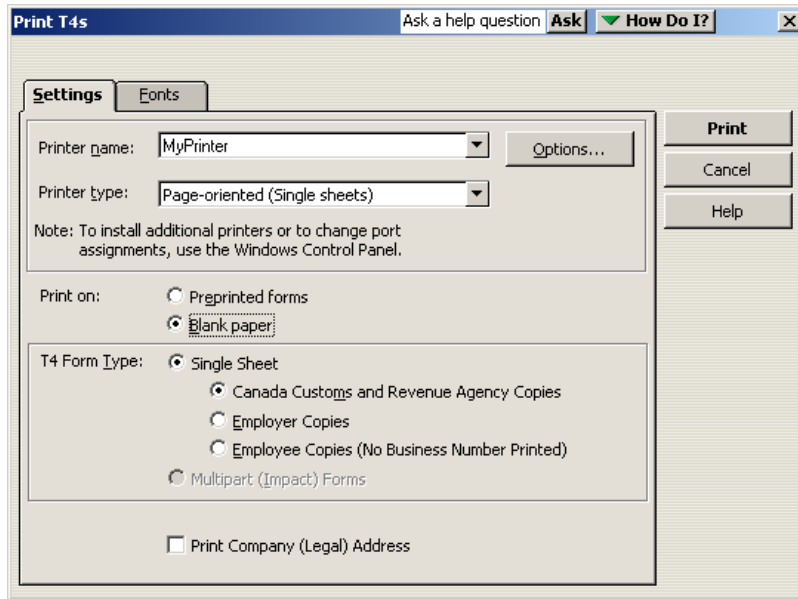 Print T4s
Ask a help question Ask How Do I?
Settings Fonts
Printer name: MyPrinter Options...
Printer type: Page-oriented (Single sheets)
Note: To install additional printers or to change port
assignments, use the Windows Control Panel.
Print on: Preprinted forms
Blank paper
T4 Form Type: Single Sheet
Canada Customs and Revenue Agency Copies
Employer Copies
Employee Copies (No Business Number Printed)
Multipart (Impact) Forms
Print Company (Legal) Address
Print
Cancel
Help